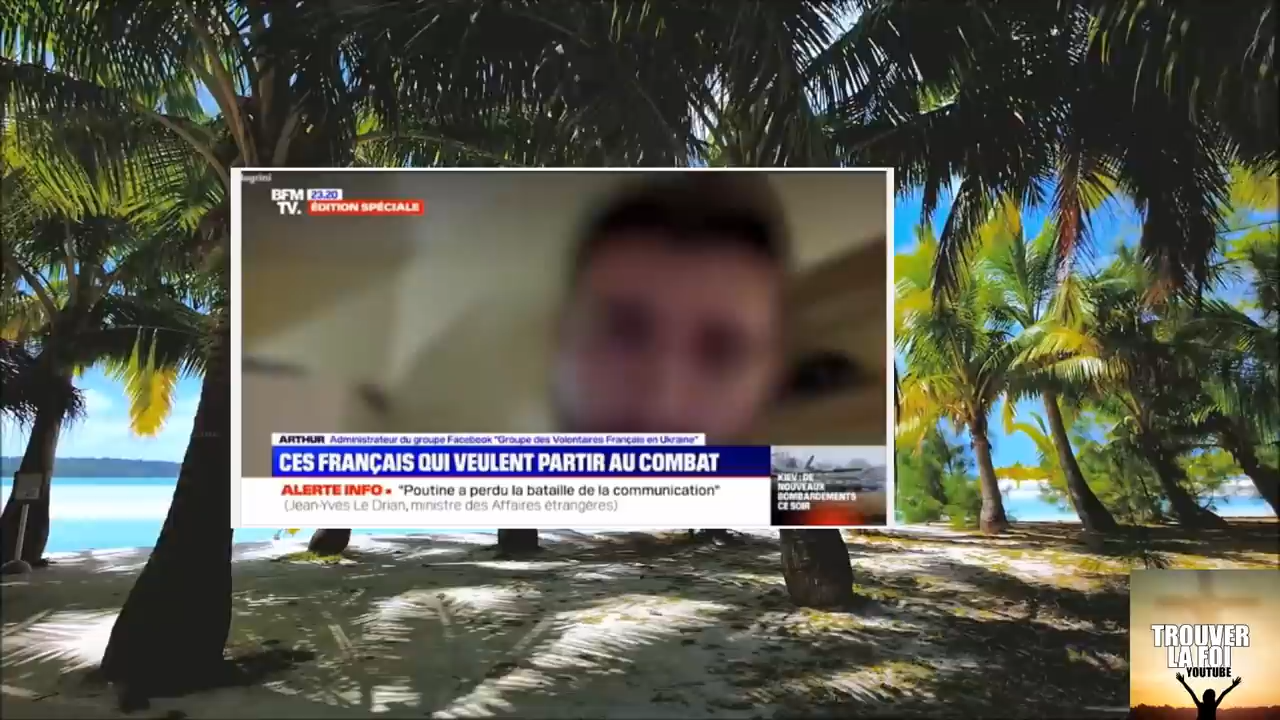 BFM 23.20
TV. ÉDITION SPÉCIALE
ARTHUR Administrateur du groupe Facebook "Groupe des Volontaires Français en Ukraine"
CES FRANÇAIS QUI VEULENT PARTIR AU COMBAT
ALERTE INFO "Poutine a perdu la bataille de la communication"
(Jean-Yves Le Drian, ministre des Affaires étrangères)
KIEV : DE
NOUVEAUX
BOMBARDEMENTS
CE SOIR
TROUVER
LA FOI
YOUTUBE